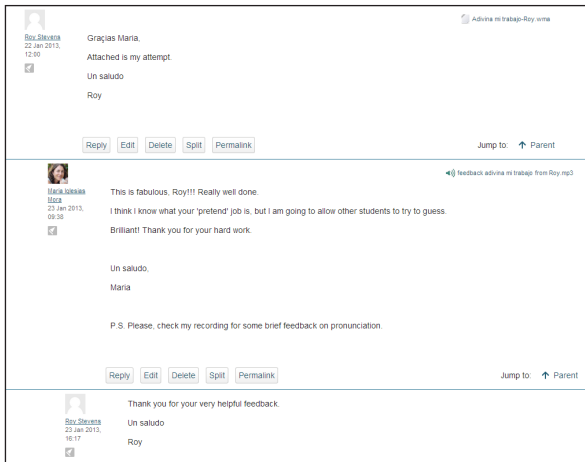 Adivina mi trabajo-Roy.wma
Roy Stevens
22 Jan 2013,
12:00
Graçias Maria,
Attached is my attempt.
Un saludo
Roy
Reply Edit Delete Split Permalink Jump to: Parent
feedback adivina mi trabajo from Roy.mp3
Maria Iglesias
Mora
23 Jan 2013,
09:38
This is fabulous, Roy!!! Really well done.
I think I know what your 'pretend' job is, but I am going to allow other students to try to guess.
Brilliant! Thank you for your hard work.
Un saludo,
Maria
P.S. Please, check my recording for some brief feedback on pronunciation.
Reply Edit Delete Split Permalink Jump to: Parent
Roy Stevens
23 Jan 2013,
16:17
Thank you for your very helpful feedback.
Un saludo
Roy